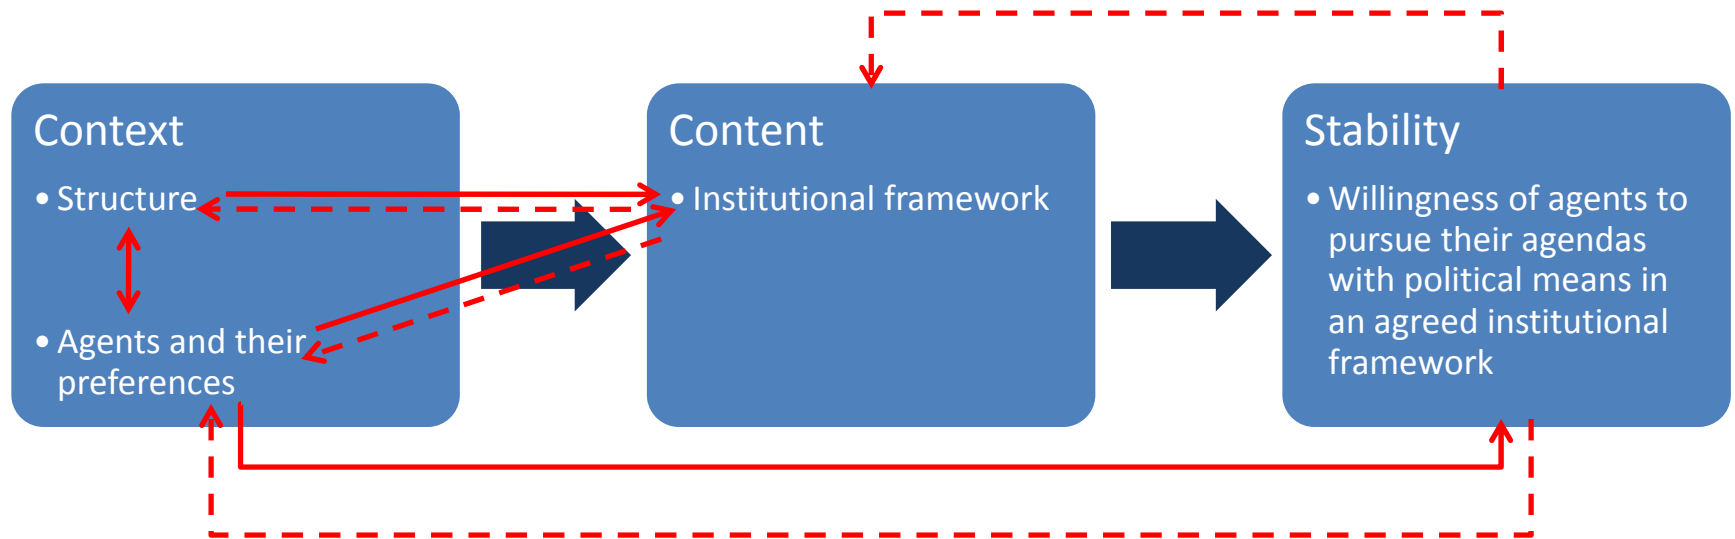 Context
• Structure
• Agents and their
preferences
Content
• Institutional framework
Stability
• Willingness of agents to
pursue their agendas
with political means in
an agreed institutional
framework